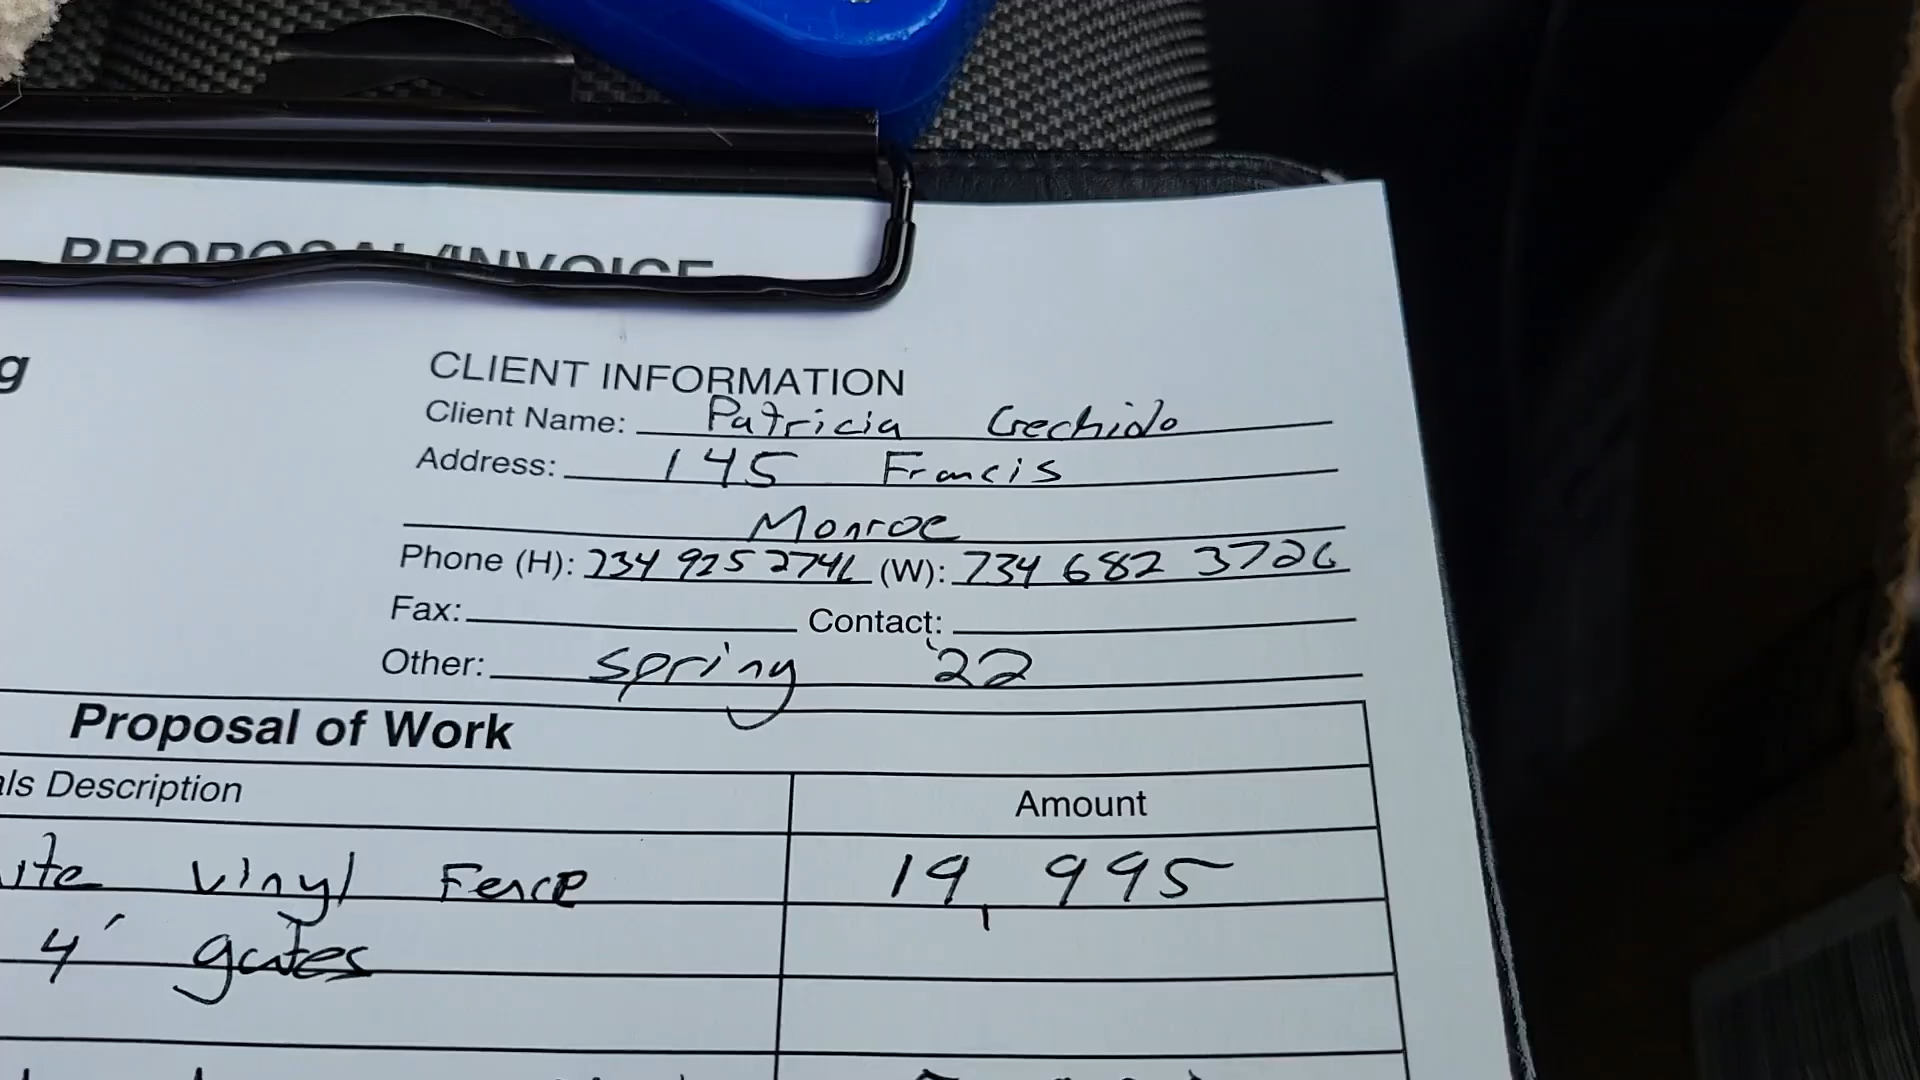 PROPOSAL/INVOICE
g
CLIENT INFORMATION
Client Name: Patricia Gechido
Address: 145 Francis
Monroe
Phone (H): 734 925 2746 (W): 734 682 3726
Fax: Contact:
Other: Spring '22
Proposal of Work
als Description Amount
ite Vinyl Fence 19,995
4' gates